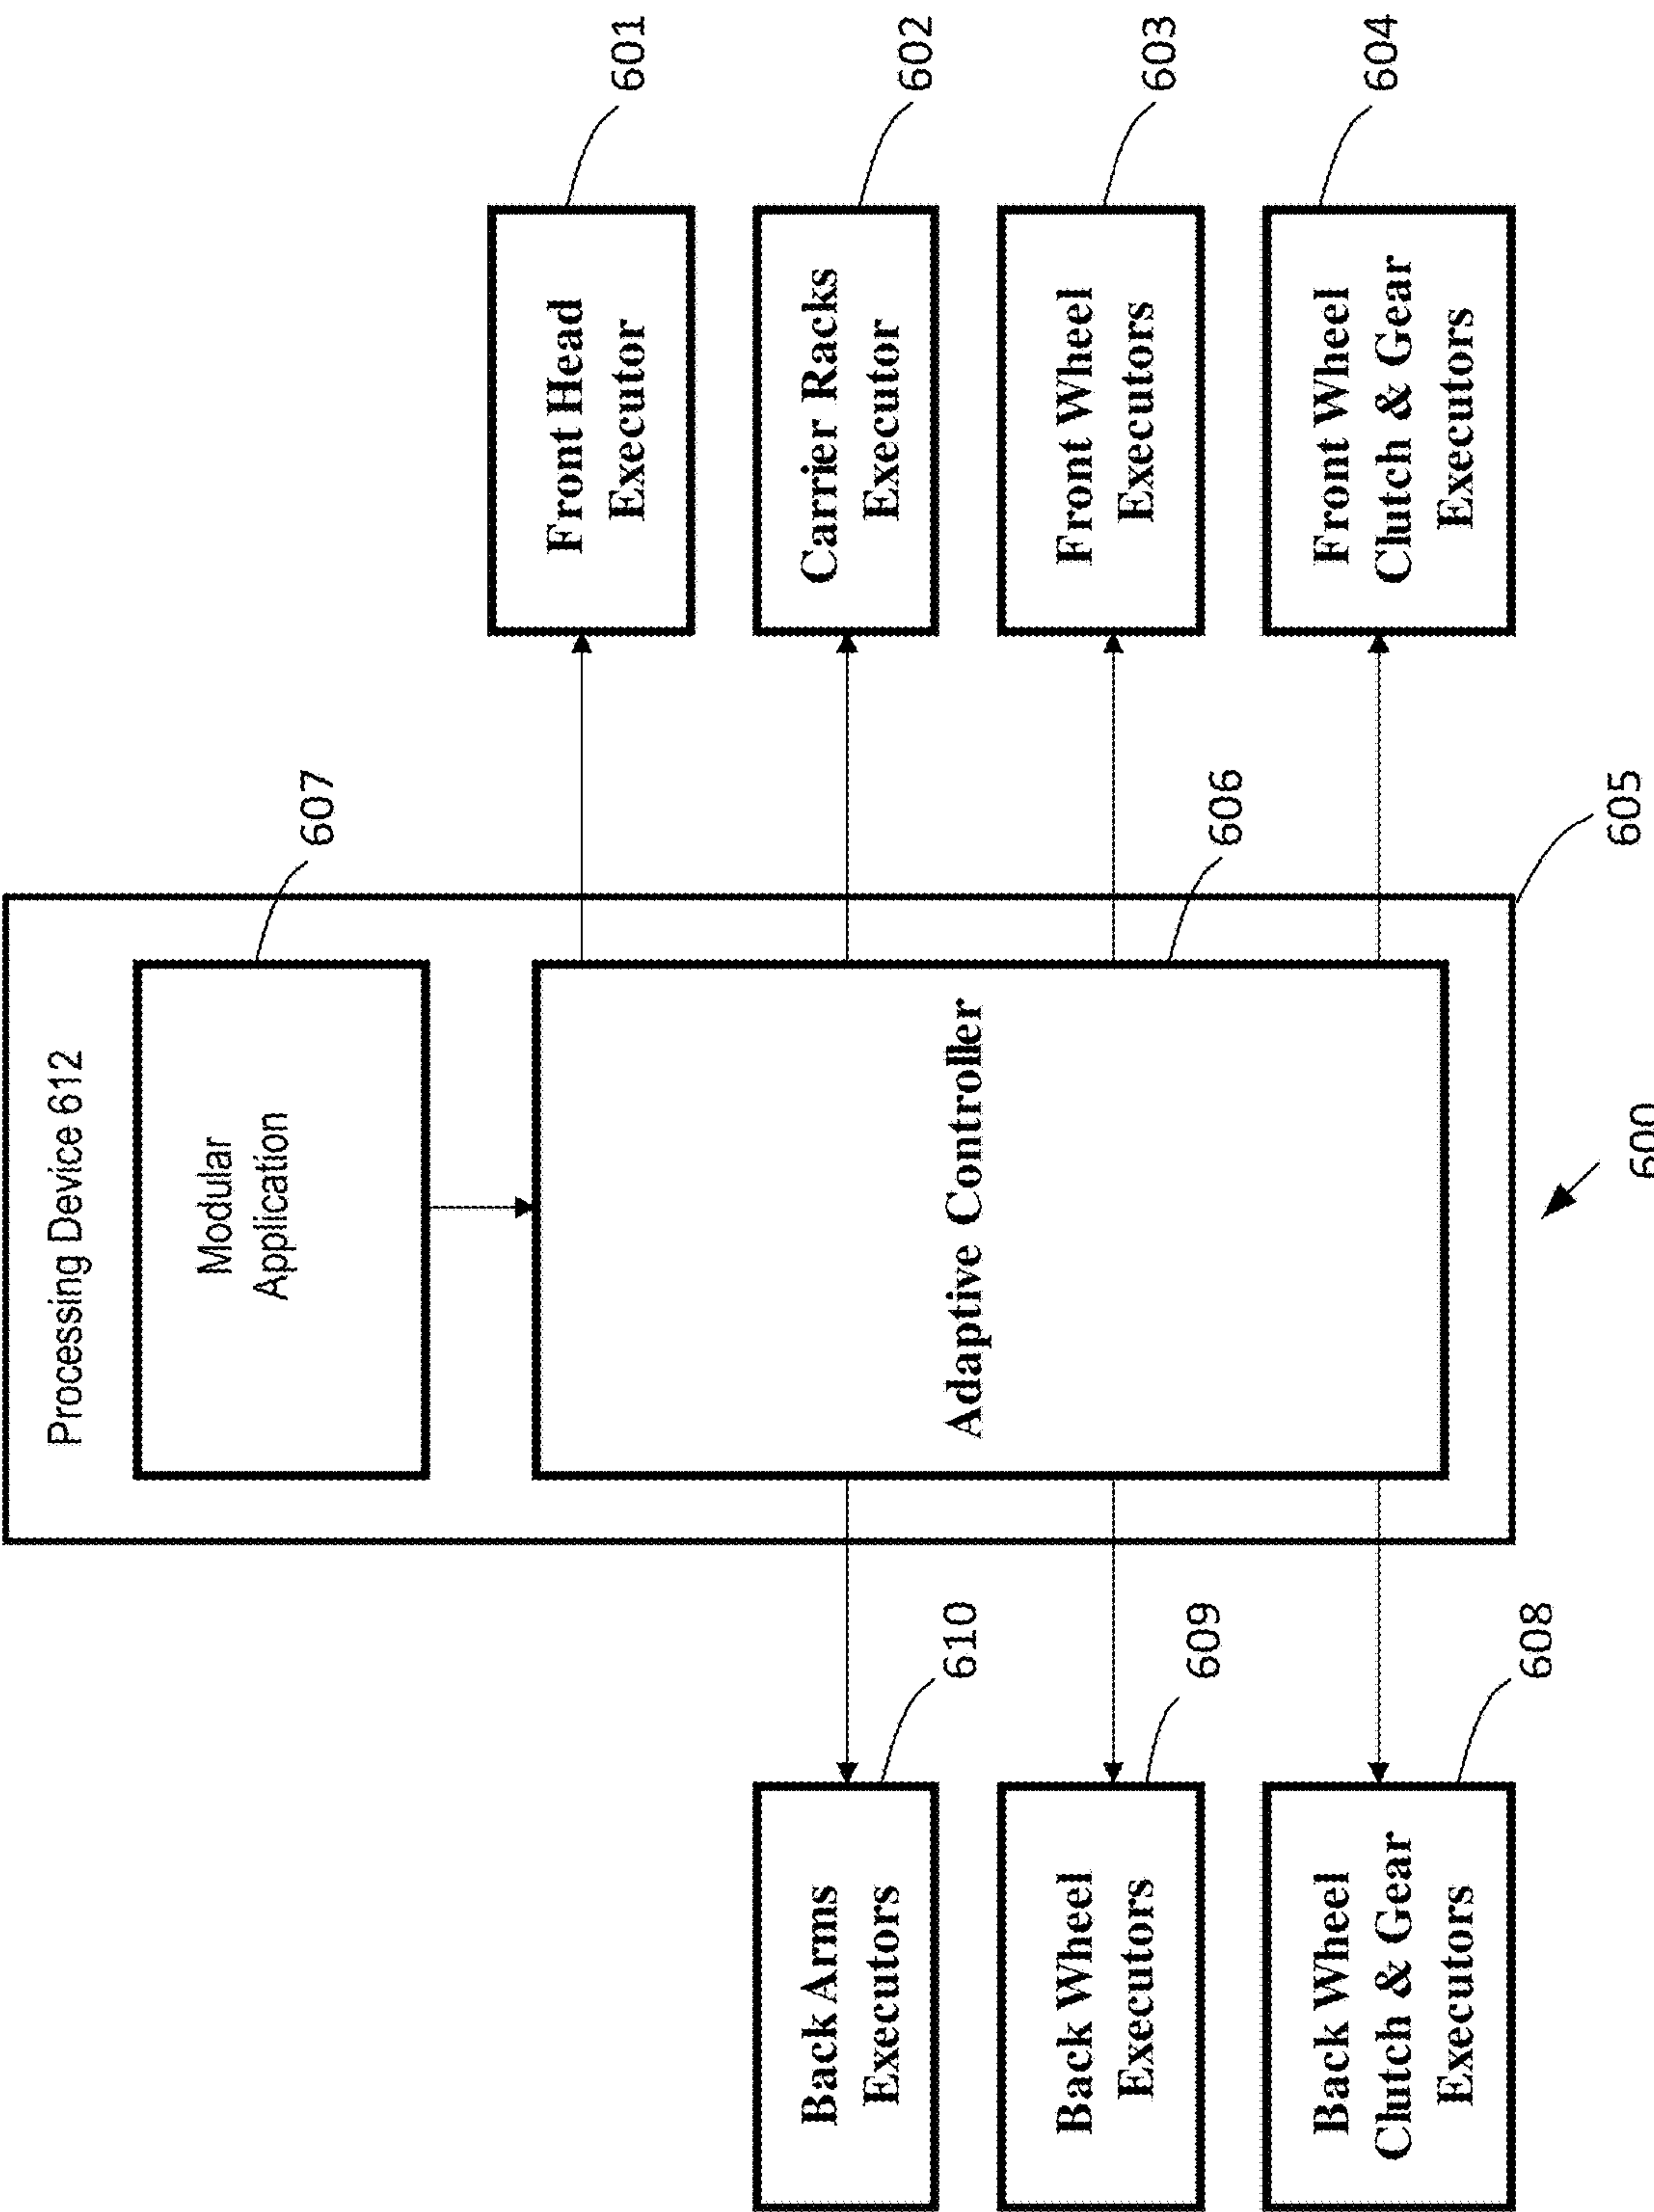 Processing Device 612
Modular
Application
607
Front Head
Executor
601
Back Arms
Executors
610
Adaptive Controller
606
Carrier Racks
Executor
602
Back Wheel
Executors
609
Front Wheel
Executors
603
Back Wheel
Clutch & Gear
Executors
608
Front Wheel
Clutch & Gear
Executors
604
605
600